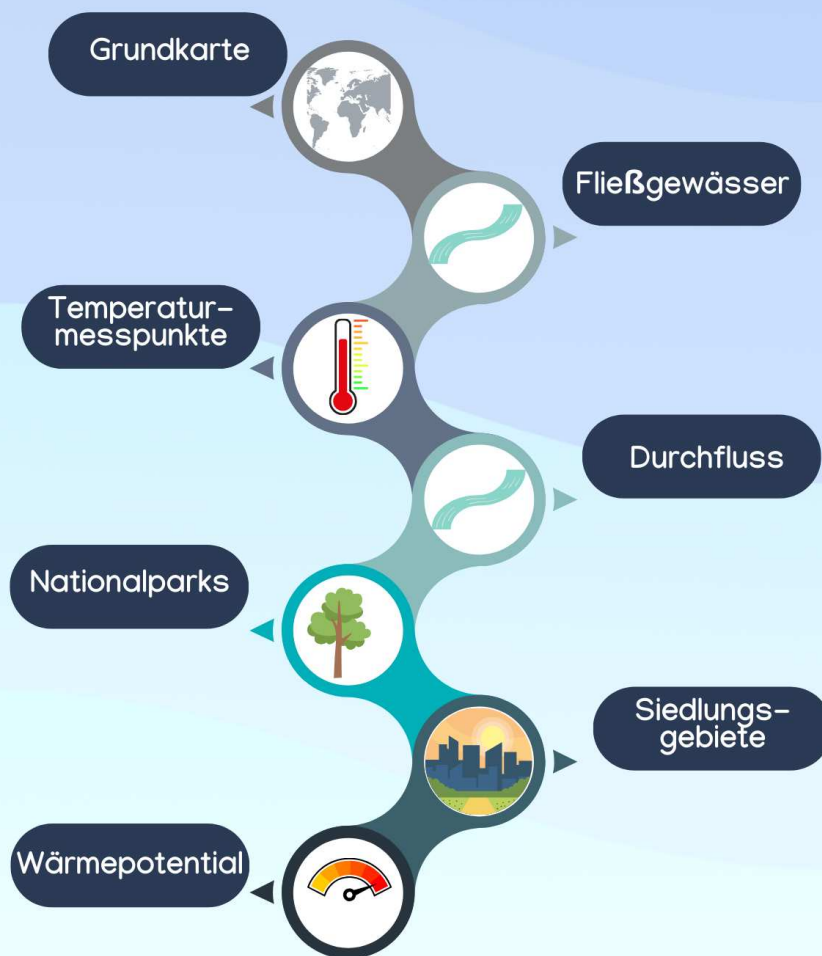 Grundkarte
Fließgewässer
Temperatur-
messpunkte
Durchfluss
Nationalparks
Siedlungs-
gebiete
Wärmepotential